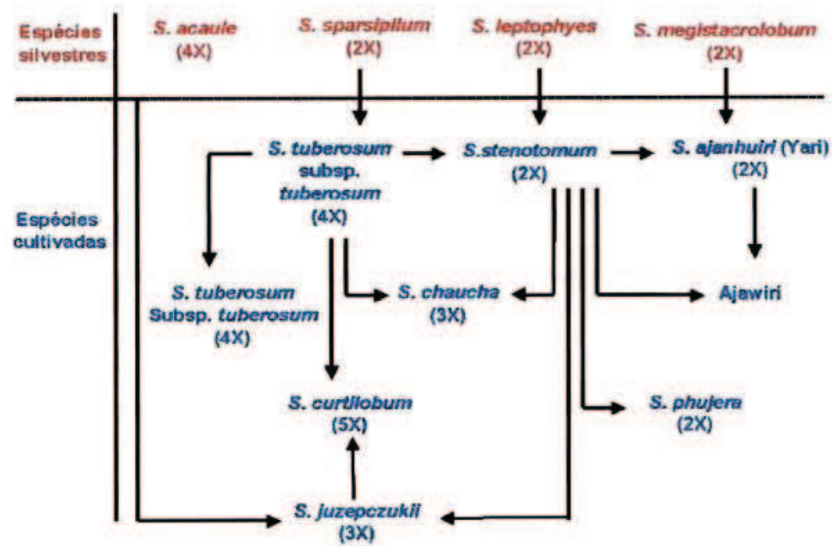 Espécies
silvestres
S. acaule
(4X)
S. sparsipilum
(2X)
S. leptophyes
(2X)
S. megistacrolobum
(2X)
Espécies
cultivadas
S. tuberosum
subsp.
tuberosum
(4X)
S.stenotomum
(2X)
S. ajanhuiri (Yari)
(2X)
S. tuberosum
Subsp. tuberosum
(4X)
S. chaucha
(3X)
Ajawiri
S. curtilobum
(5X)
S. phujera
(2X)
S. juzepczukii
(3X)